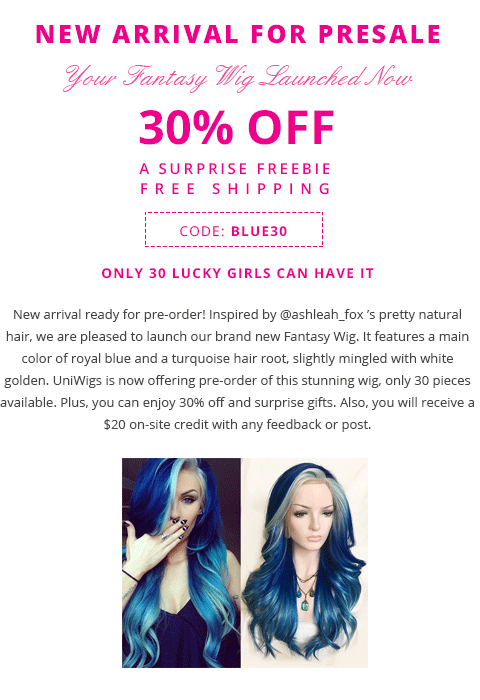 NEW ARRIVAL FOR PRESALE
Your Fantasy Wig Launched Now
30% OFF
A SURPRISE FREEBIE
FREE SHIPPING
CODE: BLUE30
ONLY 30 LUCKY GIRLS CAN HAVE IT
New arrival ready for pre-order! Inspired by @ashleah_fox 's pretty natural
hair, we are pleased to launch our brand new Fantasy Wig. It features a main
color of royal blue and a turquoise hair root, slightly mingled with white
golden. UniWigs is now offering pre-order of this stunning wig, only 30 pieces
available. Plus, you can enjoy 30% off and surprise gifts. Also, you will receive a
$20 on-site credit with any feedback or post.